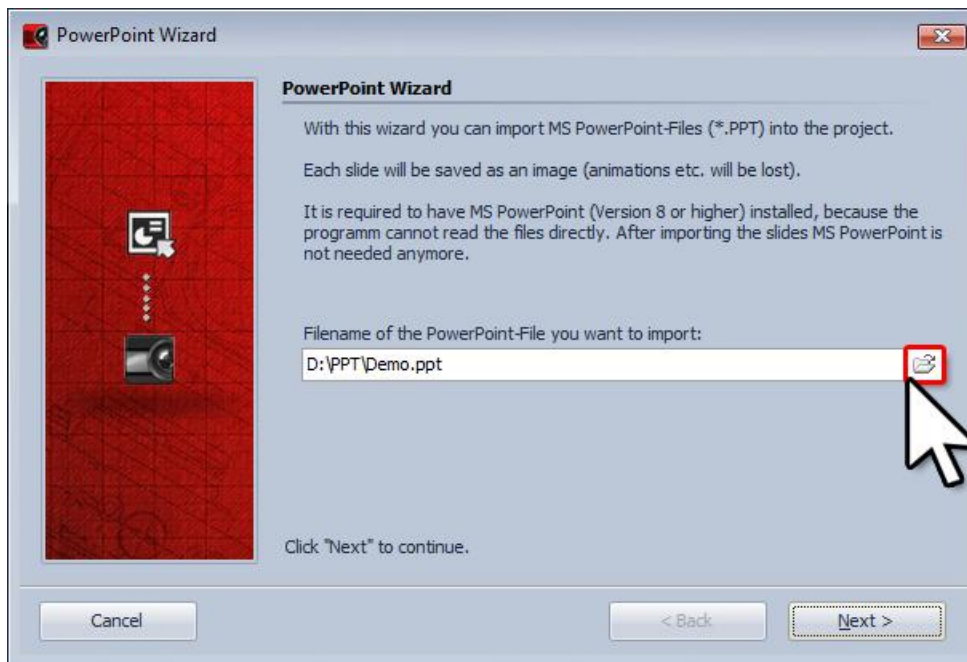 PowerPoint Wizard
PowerPoint Wizard
With this wizard you can import MS PowerPoint-Files (*.PPT) into the project.
Each slide will be saved as an image (animations etc. will be lost).
It is required to have MS PowerPoint (Version 8 or higher) installed, because the
programm cannot read the files directly. After importing the slides MS PowerPoint is
not needed anymore.
Filename of the PowerPoint-File you want to import:
D:\PPT\Demo.ppt
Click "Next" to continue.
Cancel
< Back
Next >